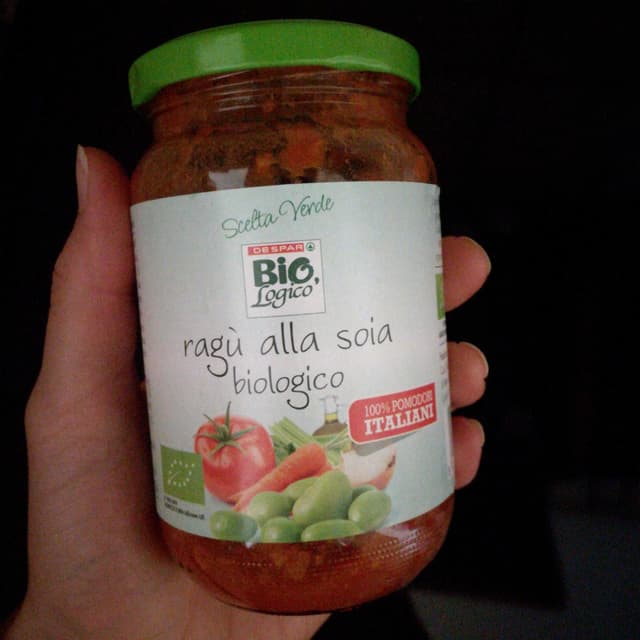 Scelta Verde
DESPAR
BiO,
Logico
ragù alla soia
biologico
100% POMODORI
ITALIANI